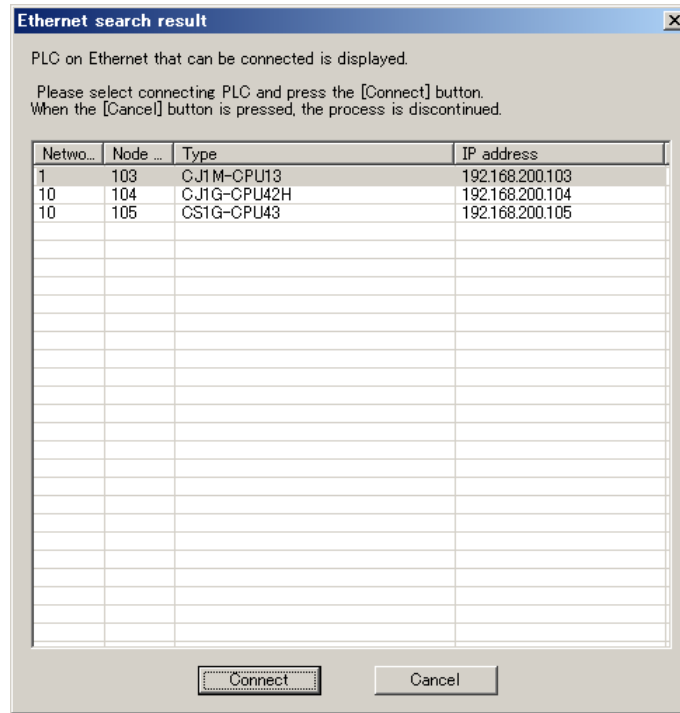 Ethernet search result
PLC on Ethernet that can be connected is displayed.
Please select connecting PLC and press the [Connect] button.
When the [Cancel] button is pressed, the process is discontinued.
Netwo... Node ... Type IP address
1 103 CJ1M-CPU13 192.168.200.103
10 104 CJ1G-CPU42H 192.168.200.104
10 105 CS1G-CPU43 192.168.200.105
Connect Cancel